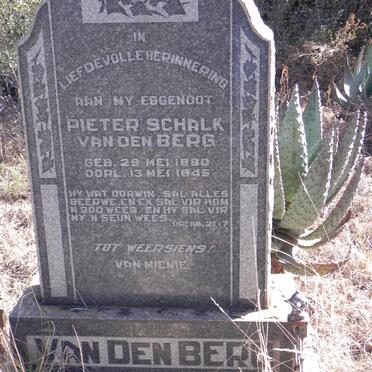 IN
LIEFDEVOLLE HERINNERING
AAN MY EGGENOOT
PIETER SCHALK
VAN DEN BERG
GEB. 29 MEI 1880
OORL. 13 MEI 1945
HY WAT OORWIN, SAL ALLES
BEERWE, EN EK SAL VIR HOM
'N GOD WEES, EN HY SAL VIR
MY 'N SEUN WEES.
OPENB. 21:7
TOT WEERSIENS!
VAN MIENIE
VAN DEN BERG